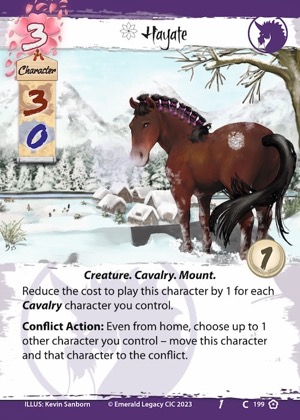 3
Hayate
Character
3
0
1
Creature. Cavalry. Mount.
Reduce the cost to play this character by 1 for each
Cavalry character you control.
Conflict Action: Even from home, choose up to 1
other character you control – move this character
and that character to the conflict.
ILLUS: Kevin Sanborn © Emerald Legacy CIC 2023 1 C 199